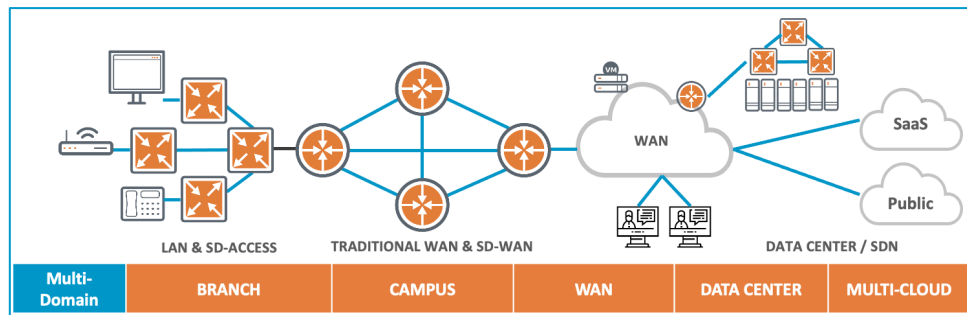 VM
WAN
SaaS
Public
LAN & SD-ACCESS
TRADITIONAL WAN & SD-WAN
DATA CENTER / SDN
Multi-
Domain
BRANCH
CAMPUS
WAN
DATA CENTER
MULTI-CLOUD